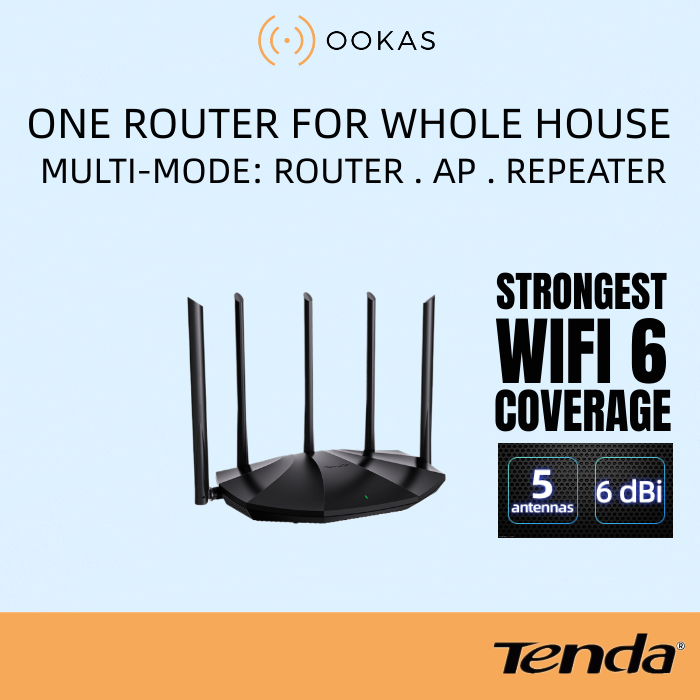 OOKAS
ONE ROUTER FOR WHOLE HOUSE
MULTI-MODE: ROUTER . AP . REPEATER
STRONGEST
WIFI 6
COVERAGE
5
antennas
6 dBi
Tenda®